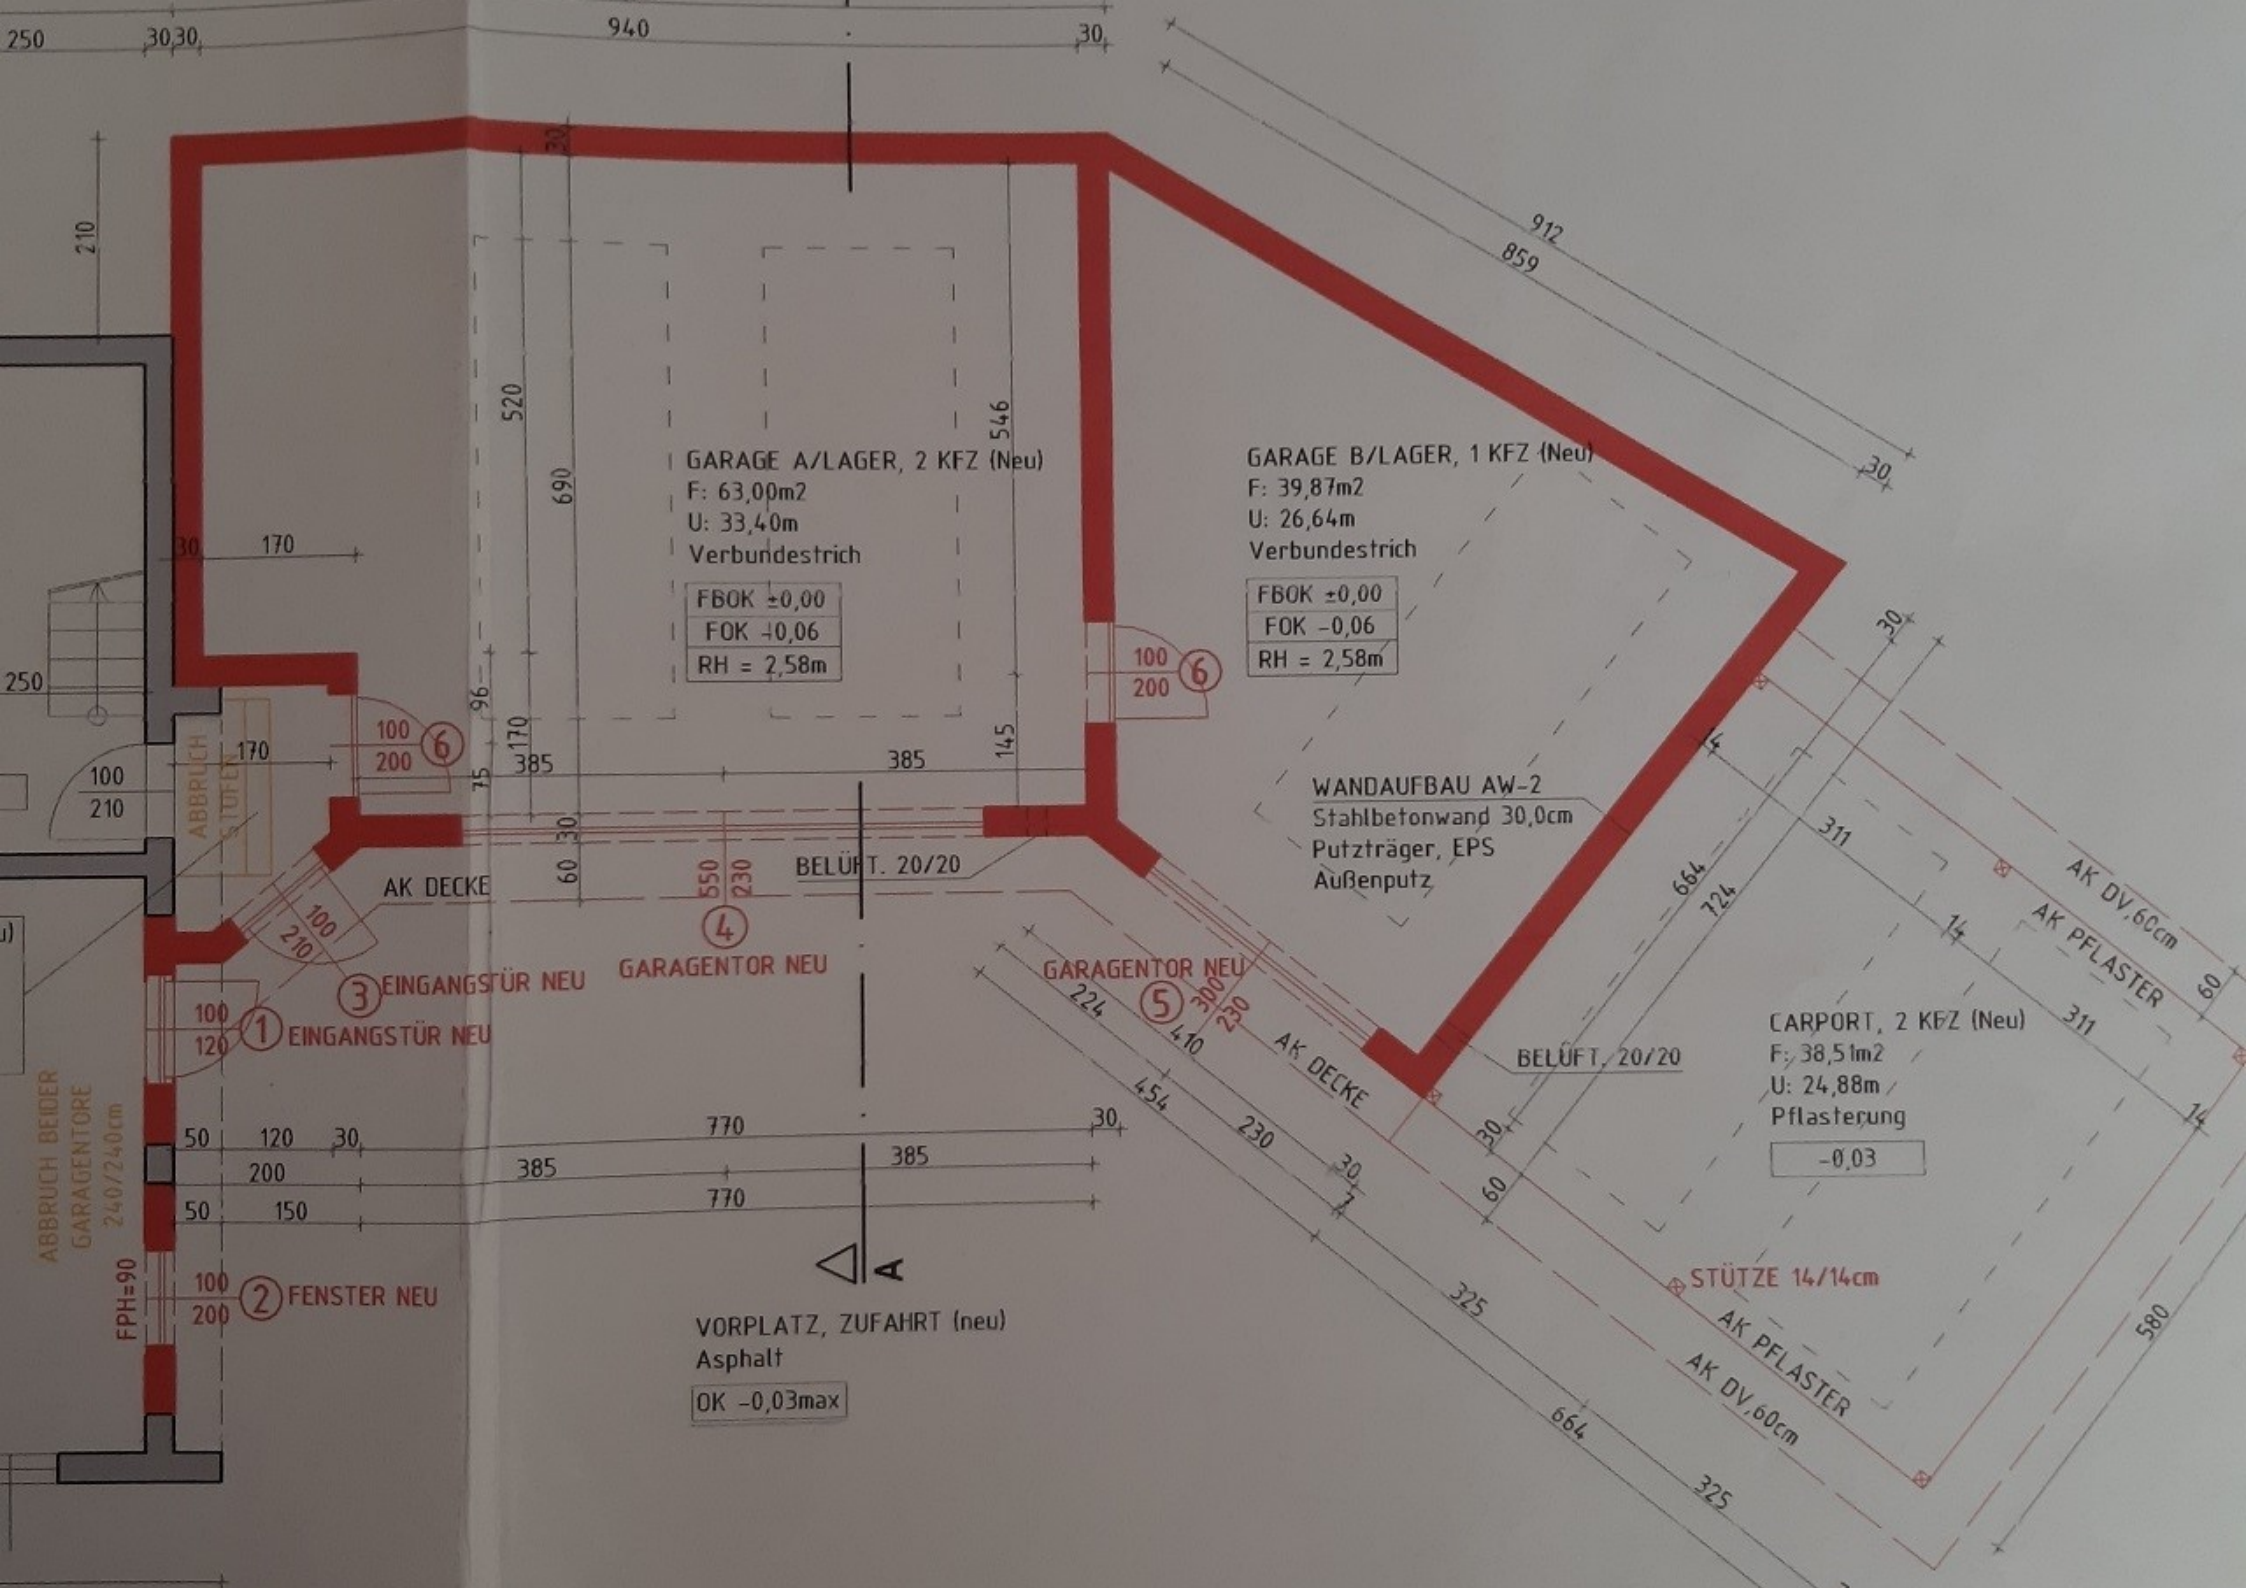 250
30
30
940
30
912
859
30
210
30
520
690
546
30
170
GARAGE A/LAGER, 2 KFZ (Neu)
F: 63,00m2
U: 33,40m
Verbundestrich
FBOK ±0,00
FOK -0,06
RH = 2,58m
GARAGE B/LAGER, 1 KFZ (Neu)
F: 39,87m2
U: 26,64m
Verbundestrich
FBOK ±0,00
FOK -0,06
RH = 2,58m
250
100
210
ABBRUCH
STUFEN
170
100
200
6
96
75
170
385
385
145
100
200
6
30
60
WANDAUFBAU AW-2
Stahlbetonwand 30,0cm
Putzträger, EPS
Außenputz
30
14
311
664
724
14
311
14
AK DV,60cm
AK PFLASTER
60
AK DECKE
550
230
BELÜFT. 20/20
4
GARAGENTOR NEU
100
210
3
EINGANGSTÜR NEU
100
120
1
EINGANGSTÜR NEU
GARAGENTOR NEU
5
300
230
224
410
454
230
30
7
AK DECKE
BELÜFT. 20/20
30
60
CARPORT, 2 KFZ (Neu)
F: 38,51m2
U: 24,88m
Pflasterung
-0,03
u)
ABBRUCH BEIDER
GARAGENTORE
240/240cm
50
120
30
770
30
200
385
385
50
150
770
A
FPH=90
100
200
2
FENSTER NEU
VORPLATZ, ZUFAHRT (neu)
Asphalt
OK -0,03max
STÜTZE 14/14cm
325
664
325
AK PFLASTER
AK DV,60cm
580